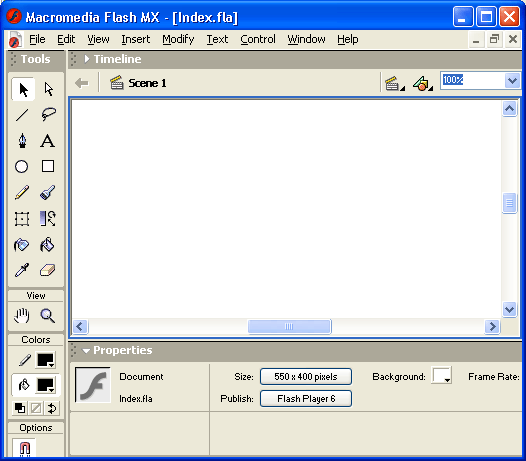 Macromedia Flash MX - [Index.fla]
File Edit View Insert Modify Text Control Window Help
Tools
Timeline
Scene 1
100%
View
Colors
Options
Properties
Document
Size:
550 x 400 pixels
Background:
Frame Rate:
Index.fla
Publish:
Flash Player 6